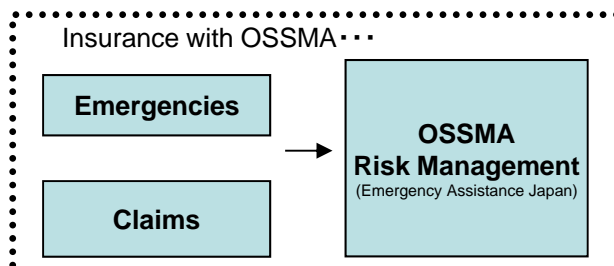 Insurance with OSSMA･･･
Emergencies
Claims
OSSMA
Risk Management
(Emergency Assistance Japan)